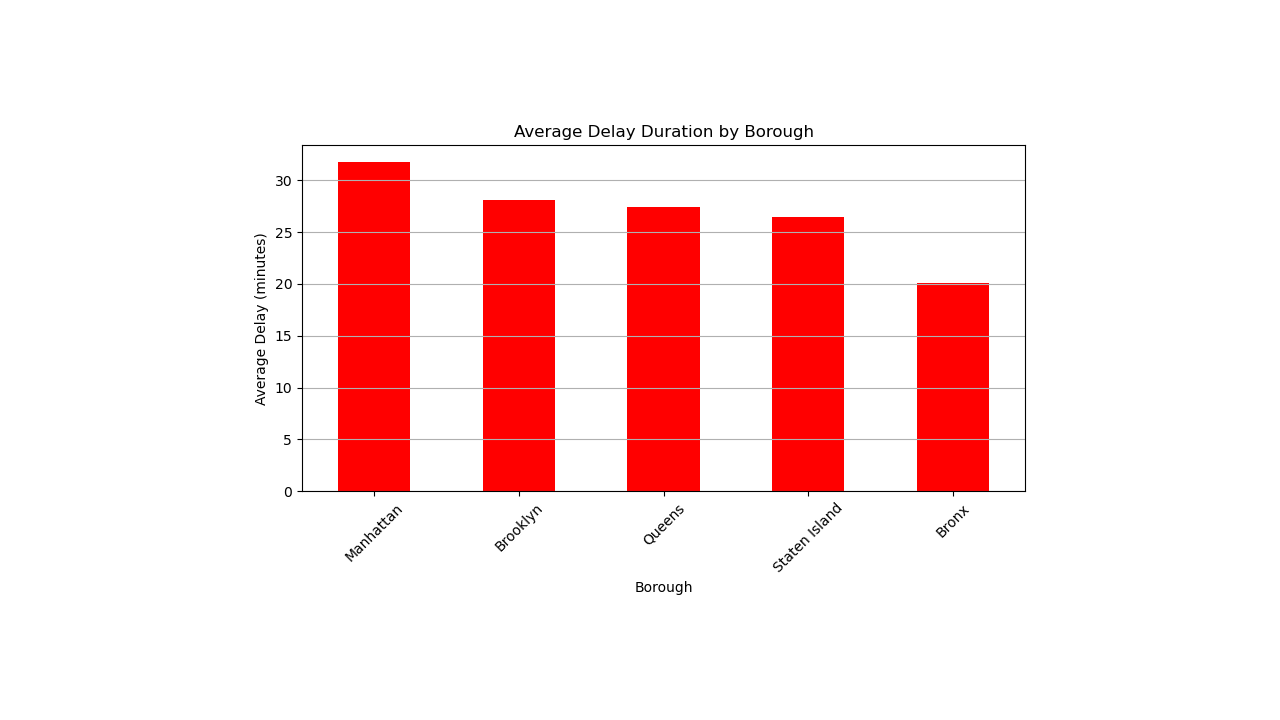 Average Delay Duration by Borough
Average Delay (minutes)
30
25
20
15
10
5
0
Manhattan
Brooklyn
Queens
Staten Island
Bronx
Borough